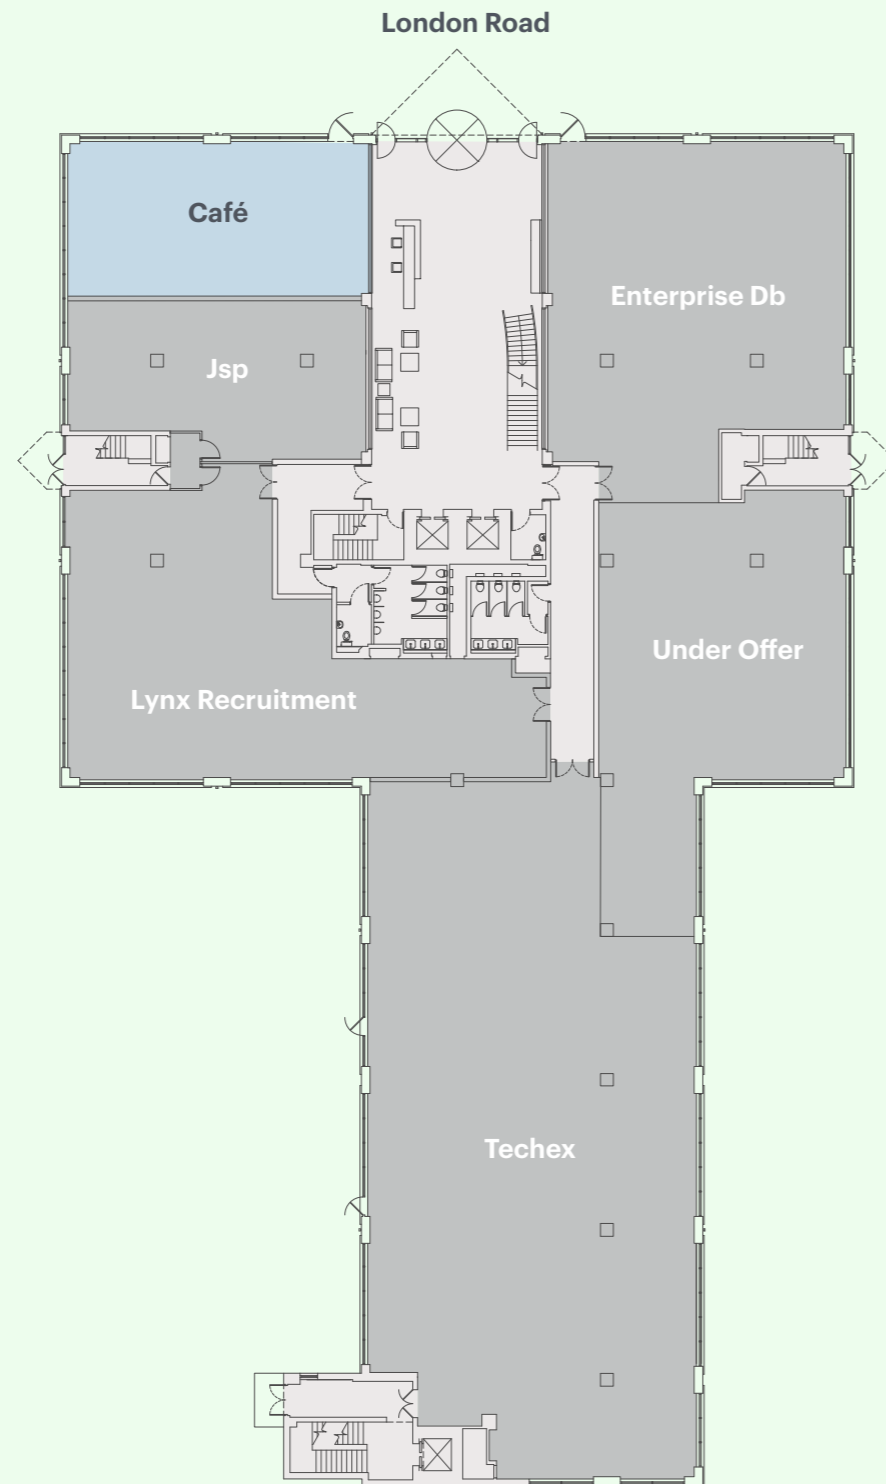 London Road
Café
Enterprise Db
Jsp
Under Offer
Lynx Recruitment
Techex